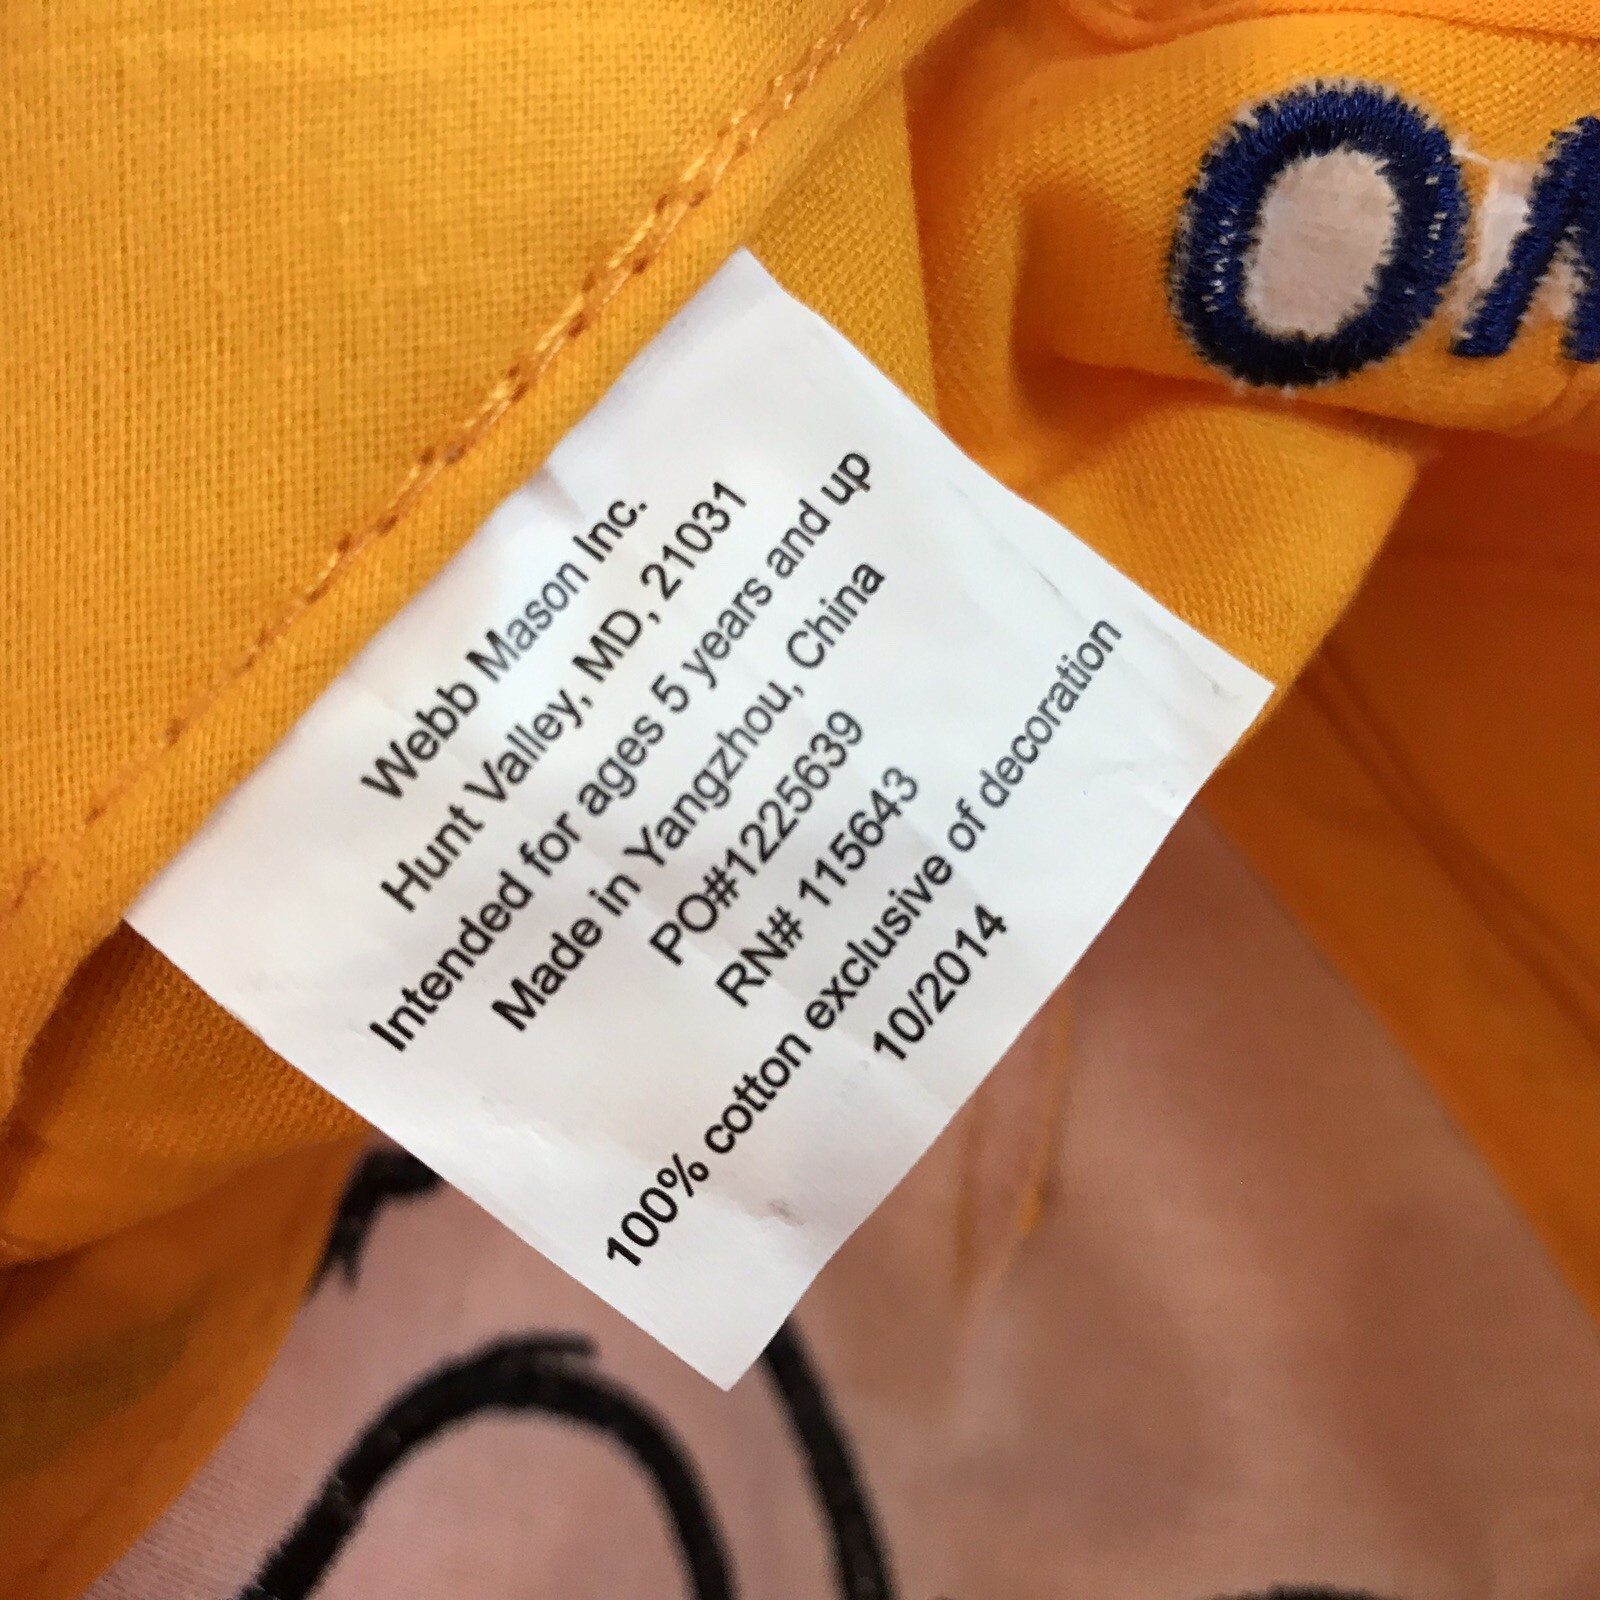 Webb Mason Inc.
Hunt Valley, MD, 21031
Intended for ages 5 years and up
Made in Yangzhou, China
PO#1225639
RN# 115643
100% cotton exclusive of decoration
10/2014